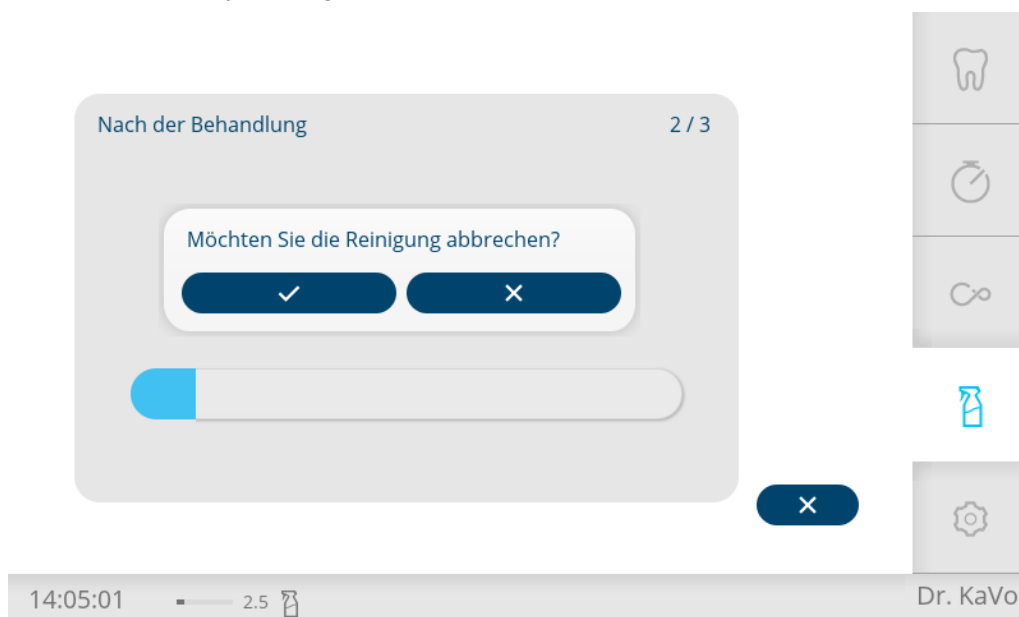 Nach der Behandlung 2 / 3
Möchten Sie die Reinigung abbrechen?
14:05:01 2.5 Dr. KaVo